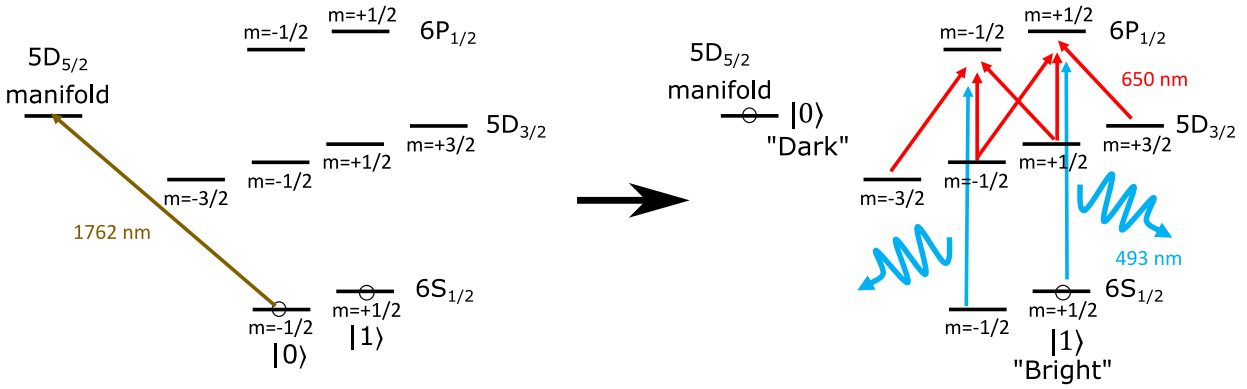 m=-1/2
m=+1/2
6P1/2
5D5/2
manifold
5D3/2
m=+3/2
m=+1/2
m=-1/2
m=-3/2
1762 nm
6S1/2
m=+1/2
m=-1/2
|1⟩
|0⟩
m=-1/2
m=+1/2
6P1/2
5D5/2
manifold
|0⟩
"Dark"
650 nm
5D3/2
m=+3/2
m=+1/2
m=-1/2
m=-3/2
493 nm
6S1/2
m=+1/2
m=-1/2
|1⟩
"Bright"